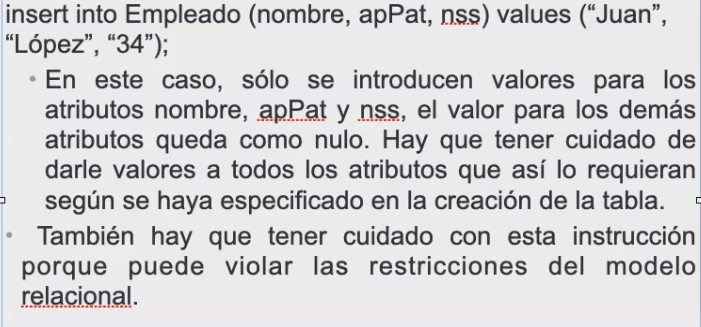 insert into Empleado (nombre, apPat, nss) values (“Juan”,
“López”, “34”);
• En este caso, sólo se introducen valores para los
atributos nombre, apPat y nss, el valor para los demás
atributos queda como nulo. Hay que tener cuidado de
darle valores a todos los atributos que así lo requieran
según se haya especificado en la creación de la tabla.
• También hay que tener cuidado con esta instrucción
porque puede violar las restricciones del modelo
relacional.